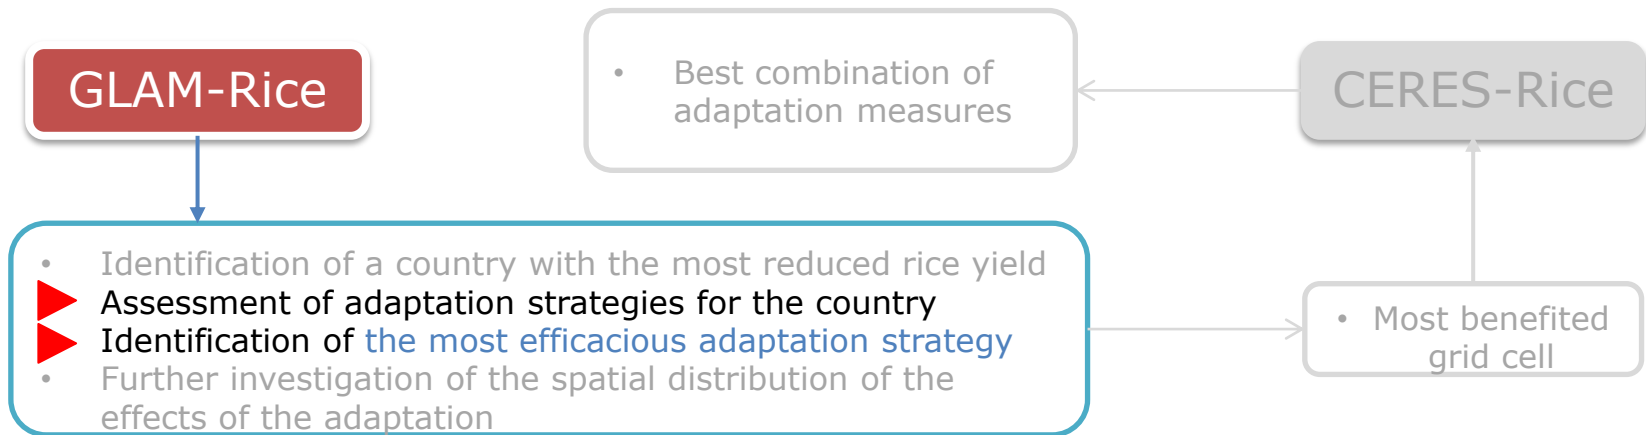 GLAM-Rice
• Best combination of
adaptation measures
CERES-Rice
• Identification of a country with the most reduced rice yield
Assessment of adaptation strategies for the country
Identification of the most efficacious adaptation strategy
• Further investigation of the spatial distribution of the
effects of the adaptation
• Most benefited
grid cell